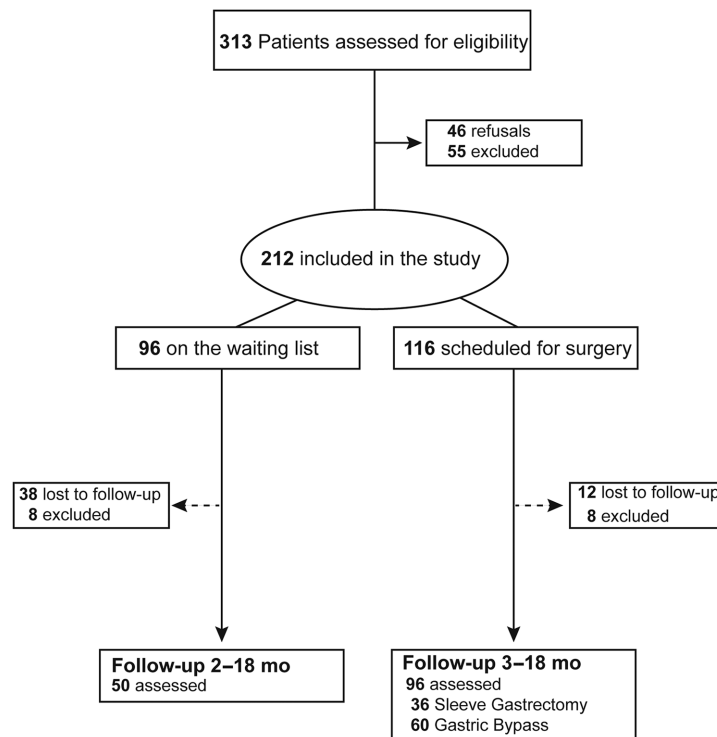 313 Patients assessed for eligibility
46 refusals
55 excluded
212 included in the study
96 on the waiting list
116 scheduled for surgery
38 lost to follow-up
8 excluded
12 lost to follow-up
8 excluded
Follow-up 2–18 mo
50 assessed
Follow-up 3–18 mo
96 assessed
36 Sleeve Gastrectomy
60 Gastric Bypass